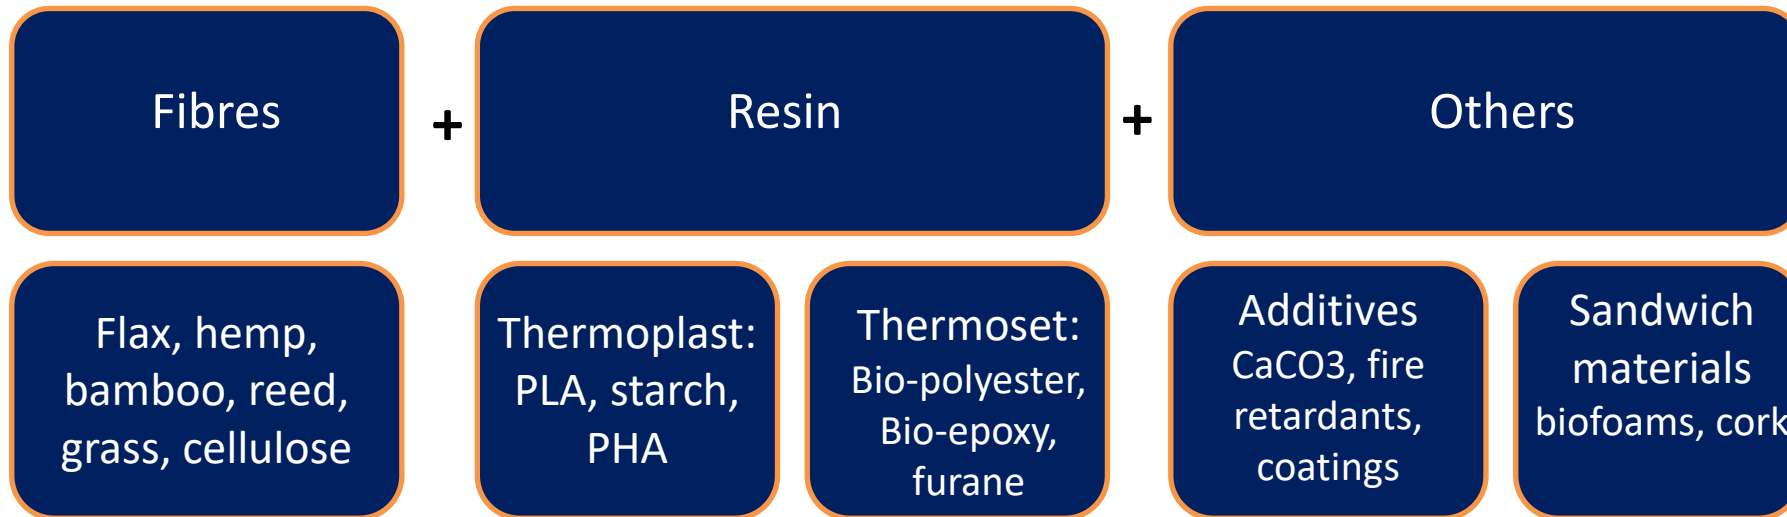 Fibres
+
Resin
+
Others
Flax, hemp,
bamboo, reed,
grass, cellulose
Thermoplast:
PLA, starch,
PHA
Thermoset:
Bio-polyester,
Bio-epoxy,
furane
Additives
CaCO3, fire
retardants,
coatings
Sandwich
materials
biofoams, cork